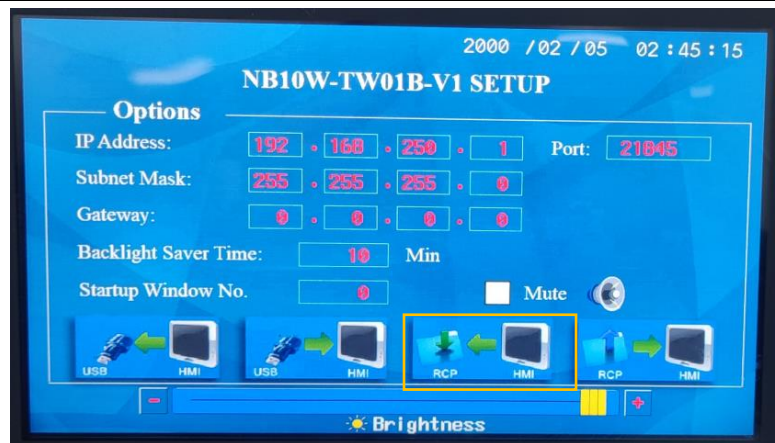 2000 /02 /05 02 : 45 : 15
NB10W-TW01B-V1 SETUP
Options
IP Address: 192 . 168 . 250 . 1 Port: 21845
Subnet Mask: 255 . 255 . 255 . 0
Gateway: 0 . 0 . 0 . 0
Backlight Saver Time: 10 Min
Startup Window No. 0 Mute
USB HMI USB HMI RCP HMI RCP HMI
- +
Brightness